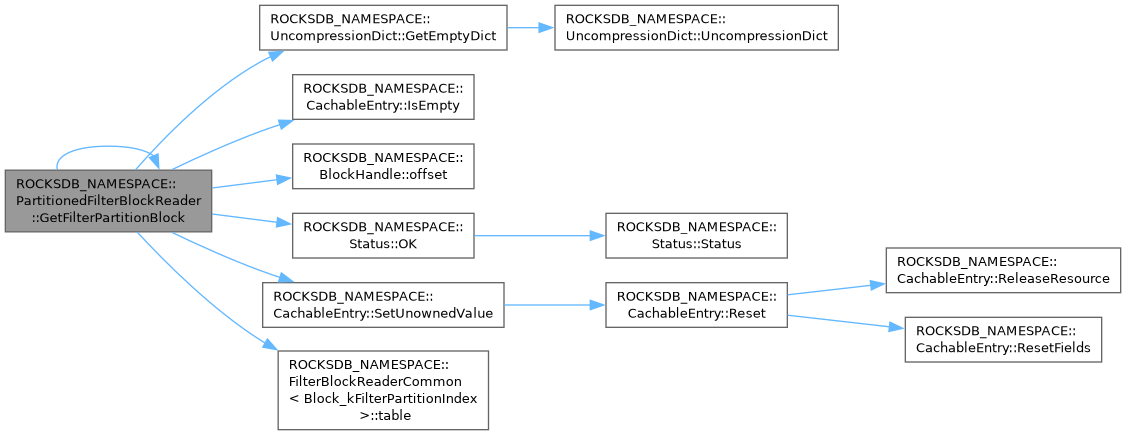 ROCKSDB_NAMESPACE::
PartitionedFilterBlockReader
::GetFilterPartitionBlock
ROCKSDB_NAMESPACE::
UncompressionDict::GetEmptyDict
ROCKSDB_NAMESPACE::
UncompressionDict::UncompressionDict
ROCKSDB_NAMESPACE::
CachableEntry::IsEmpty
ROCKSDB_NAMESPACE::
BlockHandle::offset
ROCKSDB_NAMESPACE::
Status::OK
ROCKSDB_NAMESPACE::
Status::Status
ROCKSDB_NAMESPACE::
CachableEntry::SetUnownedValue
ROCKSDB_NAMESPACE::
CachableEntry::Reset
ROCKSDB_NAMESPACE::
CachableEntry::ReleaseResource
ROCKSDB_NAMESPACE::
CachableEntry::ResetFields
ROCKSDB_NAMESPACE::
FilterBlockReaderCommon
< Block_kFilterPartitionIndex
>::table